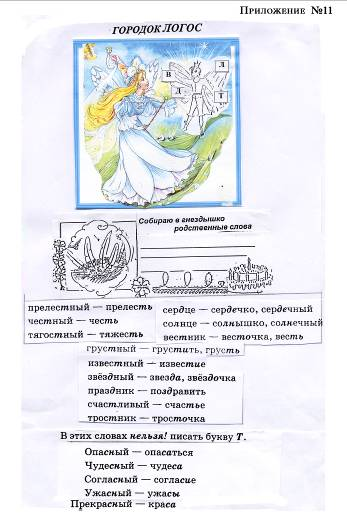 Приложение №11
ГОРОДОК ЛОГОС
В Л
Д Т
Собираю в гнездышко
родственные слова
прелестный — прелесть
честный — честь
тягостный — тяжесть
сердце — сердечко, сердечный
солнце — солнышко, солнечный
вестник — весточка, весть
грустный — грустить, грусть
известный — известие
звёздный — звезда, звёздочка
праздник — поздравить
счастливый — счастье
тростник — тросточка
В этих словах нельзя! писать букву Т.
Опасный — опасаться
Чудесный — чудеса
Согласный — согласие
Ужасный — ужасы
Прекрасный — краса